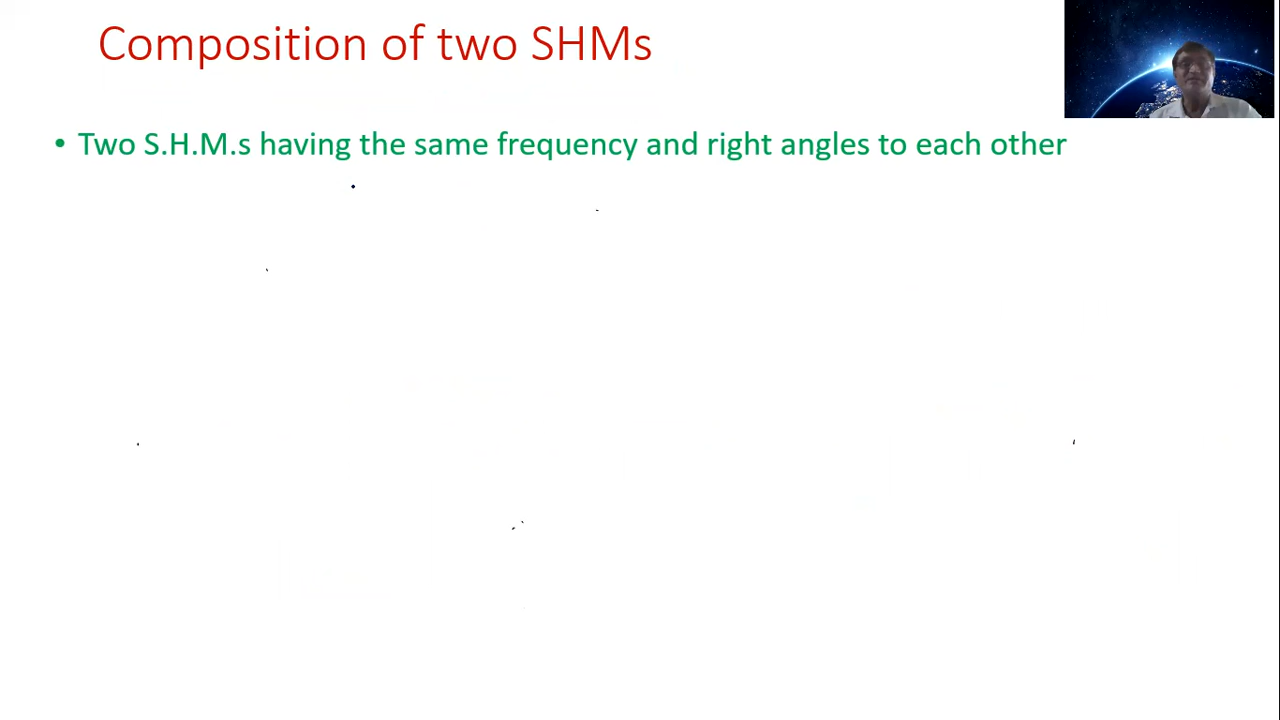 Composition of two SHMs
• Two S.H.M.s having the same frequency and right angles to each other